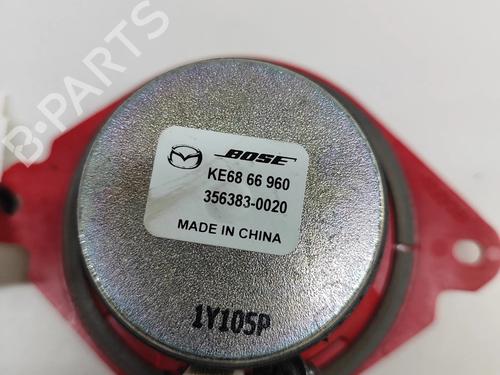 B-PARTS
BOSE
KE68 66 960
356383-0020
MADE IN CHINA
1Y105P